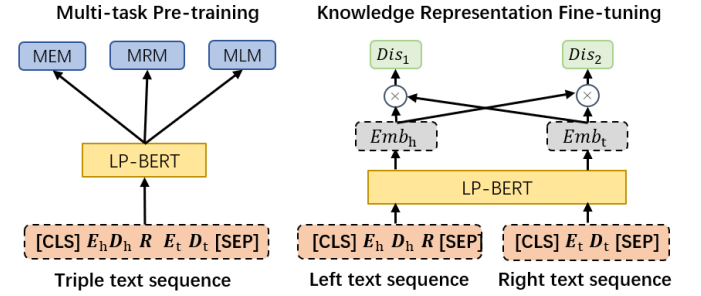 Multi-task Pre-training
Knowledge Representation Fine-tuning
MEM
MRM
MLM
Dis₁
Dis₂
×
×
Embₕ
Embₜ
LP-BERT
LP-BERT
[CLS] EₕDₕ R Eₜ Dₜ [SEP]
[CLS] Eₕ Dₕ R [SEP]
[CLS] Eₜ Dₜ [SEP]
Triple text sequence
Left text sequence
Right text sequence